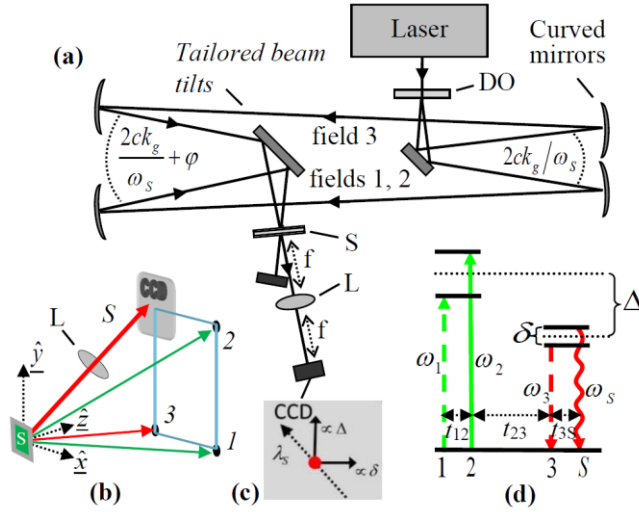 Laser
Curved
mirrors
(a)
Tailored beam
tilts
DO
field 3
2ck_g/ω_S + φ
fields 1, 2
2ck_g/ω_S
S
f
L
f
CCD
S
L
2
ŷ
3
S
ẑ
x̂
1
(b)
(c)
CCD
∝ Δ
λ_S
∝ δ
Δ
δ
ω_1
ω_2
ω_3
ω_S
t_12
t_23
t_3S
1
2
3
S
(d)